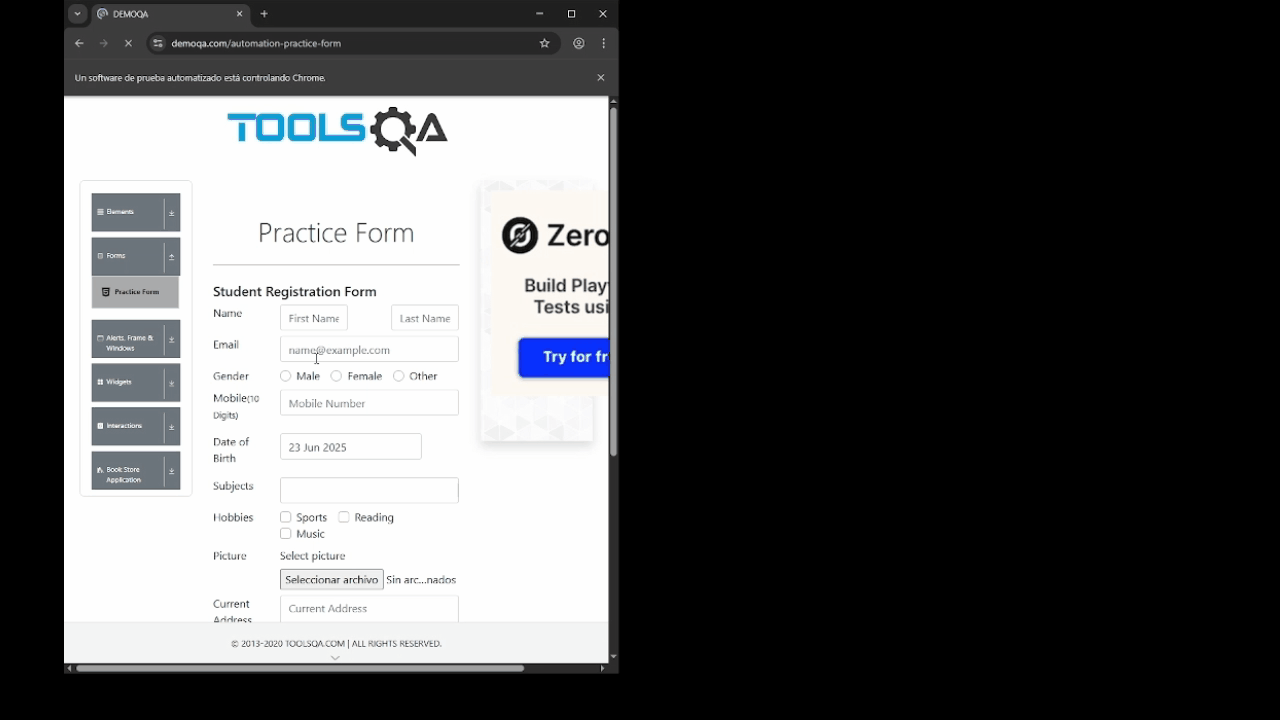 DEMOQA
demoqa.com/automation-practice-form
Un software de prueba automatizado está controlando Chrome.
TOOLSQA
Elements
Forms
Practice Form
Alerts, Frame & Windows
Widgets
Interactions
Book Store Application
Practice Form
Student Registration Form
Name First Name Last Name
Email name@example.com
Gender Male Female Other
Mobile(10 Digits) Mobile Number
Date of Birth 23 Jun 2025
Subjects
Hobbies Sports Reading
Music
Picture Select picture
Seleccionar archivo Sin arc...nados
Current Address Current Address
Zero
Build Play
Tests usi
Try for fr
© 2013-2020 TOOLSQA.COM | ALL RIGHTS RESERVED.